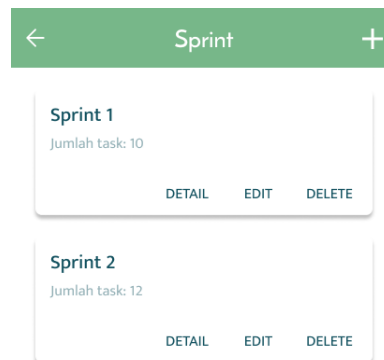 Sprint
Sprint 1
Jumlah task: 10
DETAIL EDIT DELETE
Sprint 2
Jumlah task: 12
DETAIL EDIT DELETE